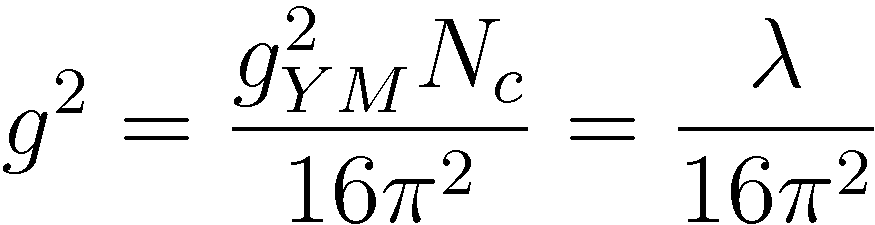 g^2 = \frac{g_{YM}^2 N_c}{16\pi^2} = \frac{\lambda}{16\pi^2}